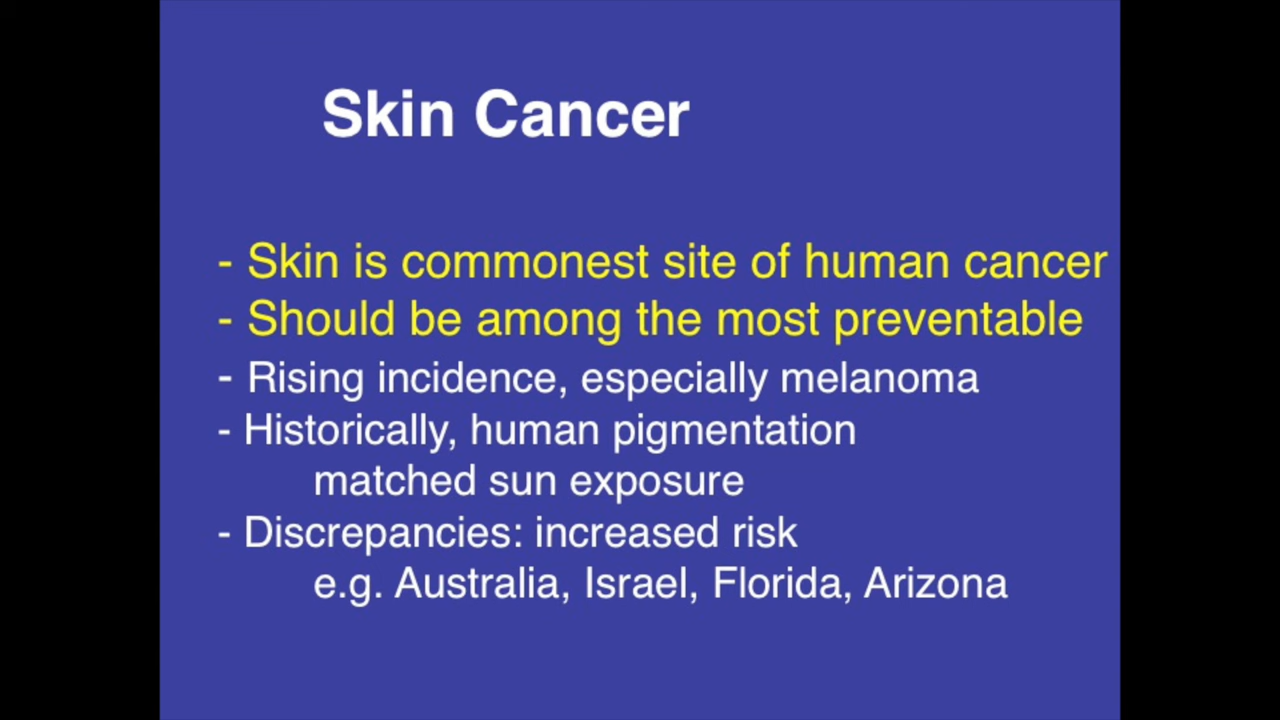 Skin Cancer
- Skin is commonest site of human cancer
- Should be among the most preventable
- Rising incidence, especially melanoma
- Historically, human pigmentation
matched sun exposure
- Discrepancies: increased risk
e.g. Australia, Israel, Florida, Arizona